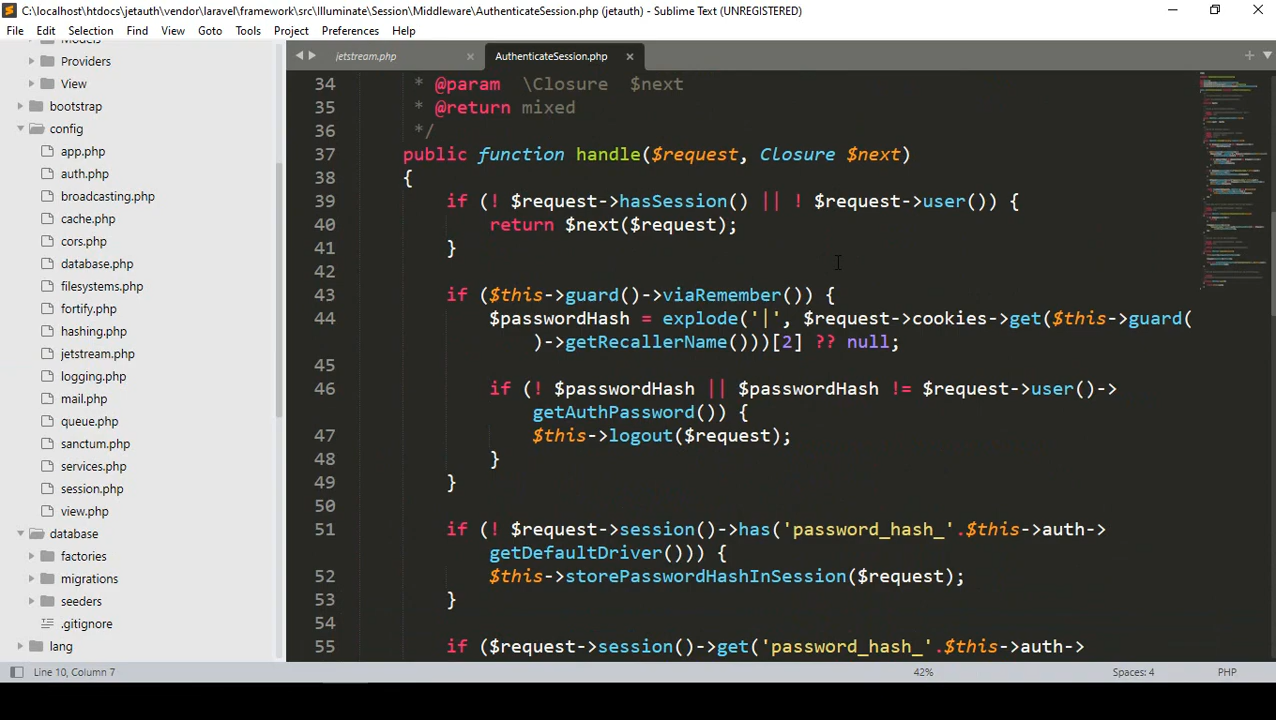 C:\localhost\htdocs\jetauth\vendor\laravel\framework\src\Illuminate\Session\Middleware\AuthenticateSession.php (jetauth) - Sublime Text (UNREGISTERED)
File Edit Selection Find View Goto Tools Project Preferences Help
Models
Providers
View
bootstrap
config
app.php
auth.php
broadcasting.php
cache.php
cors.php
database.php
filesystems.php
fortify.php
hashing.php
jetstream.php
logging.php
mail.php
queue.php
sanctum.php
services.php
session.php
view.php
database
factories
migrations
seeders
.gitignore
lang
jetstream.php AuthenticateSession.php
34 * @param \Closure $next
35 * @return mixed
36 */
37 public function handle($request, Closure $next)
38 {
39 if (! $request->hasSession() || ! $request->user()) {
40 return $next($request);
41 }
42
43 if ($this->guard()->viaRemember()) {
44 $passwordHash = explode('|', $request->cookies->get($this->guard(
)->getRecallerName()))[2] ?? null;
45
46 if (! $passwordHash || $passwordHash != $request->user()->
getAuthPassword()) {
47 $this->logout($request);
48 }
49 }
50
51 if (! $request->session()->has('password_hash_'.$this->auth->
getDefaultDriver())) {
52 $this->storePasswordHashInSession($request);
53 }
54
55 if ($request->session()->get('password_hash_'.$this->auth->
Line 10, Column 7 42% Spaces: 4 PHP